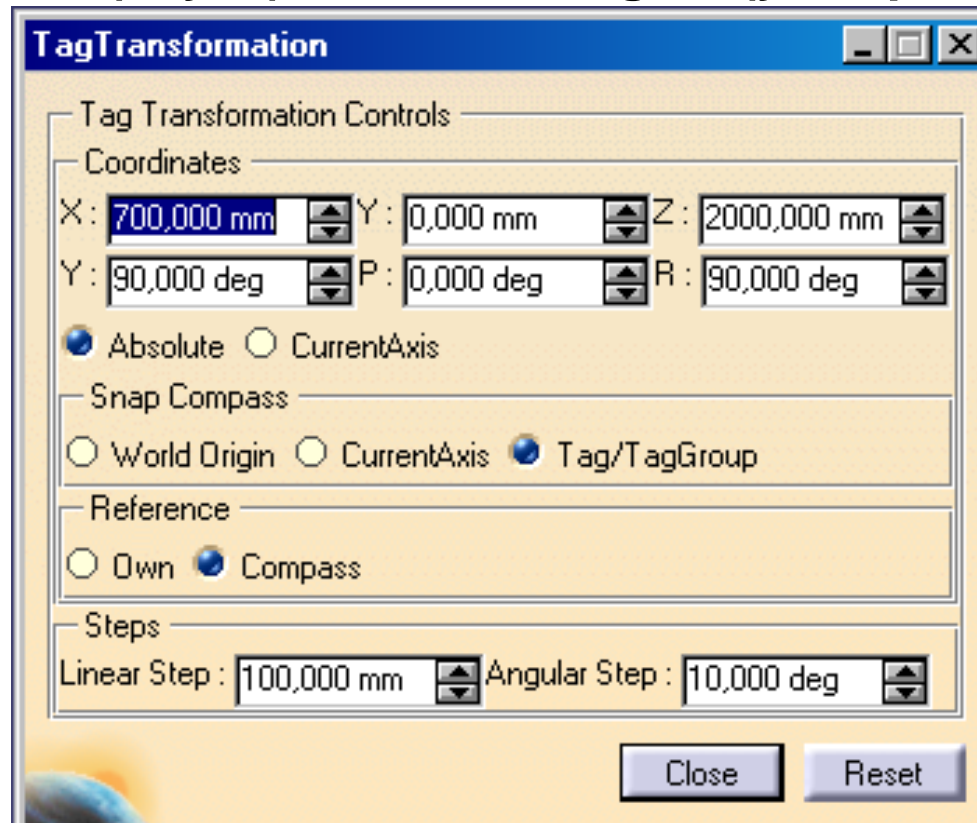 TagTransformation
Tag Transformation Controls
Coordinates
X : 700,000 mm Y : 0,000 mm Z : 2000,000 mm
Y : 90,000 deg P : 0,000 deg R : 90,000 deg
Absolute CurrentAxis
Snap Compass
World Origin CurrentAxis Tag/TagGroup
Reference
Own Compass
Steps
Linear Step : 100,000 mm Angular Step : 10,000 deg
Close Reset